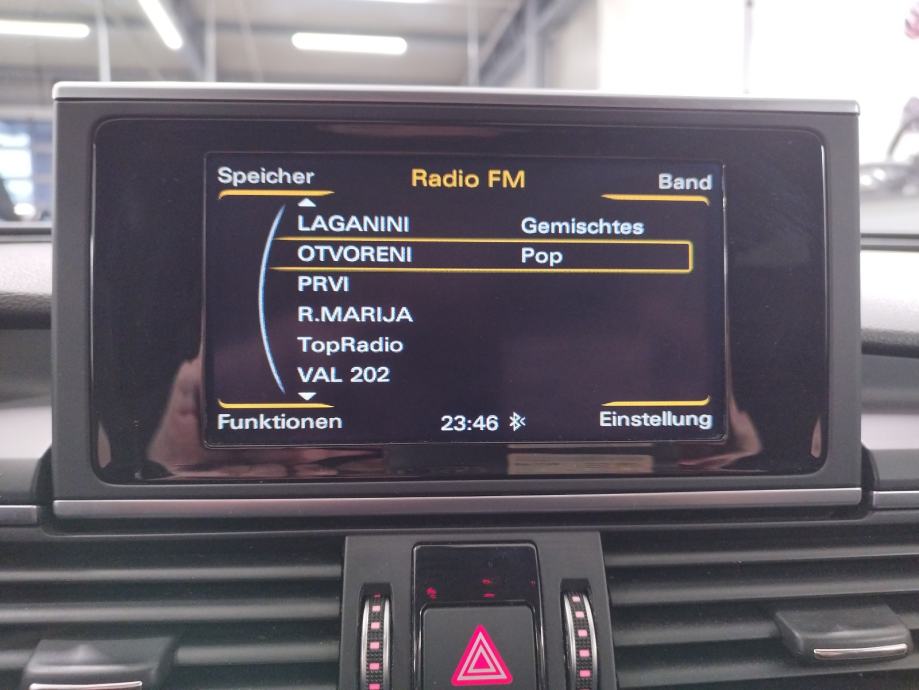 Speicher Radio FM Band
LAGANINI Gemischtes
OTVORENI Pop
PRVI
R.MARIJA
TopRadio
VAL 202
Funktionen 23:46 Einstellung